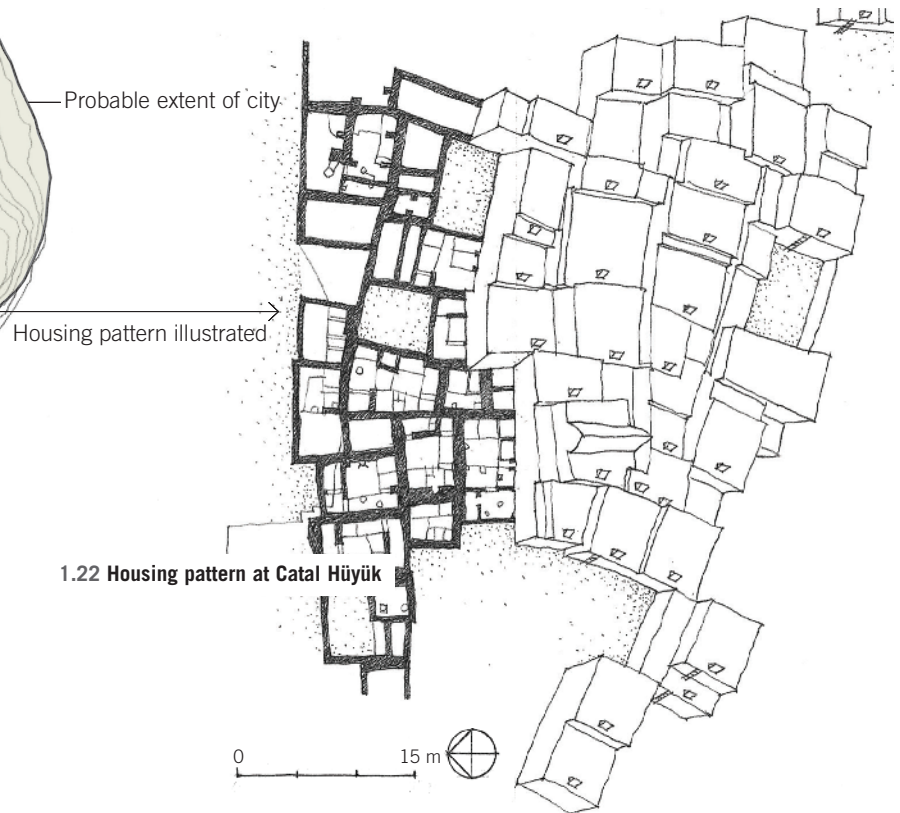 Probable extent of city
Housing pattern illustrated
1.22 Housing pattern at Catal Hüyük
0 15 m